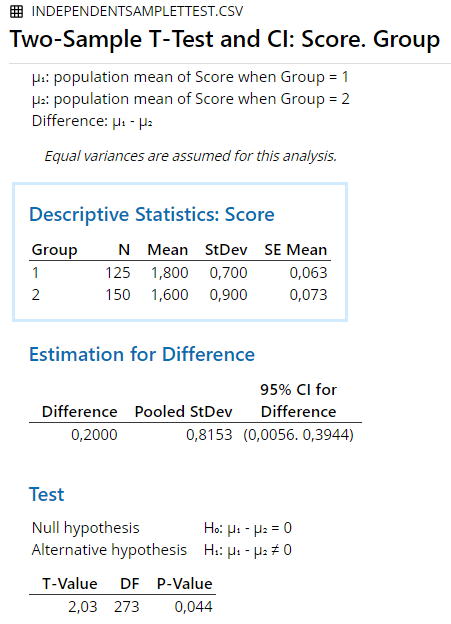 INDEPENDENTSAMPLETTEST.CSV
Two-Sample T-Test and CI: Score. Group
μ₁: population mean of Score when Group = 1
µ₂: population mean of Score when Group = 2
Difference: μ₁ - µ₂
Equal variances are assumed for this analysis.
Descriptive Statistics: Score
Group N Mean StDev SE Mean
1 125 1,800 0,700 0,063
2 150 1,600 0,900 0,073
Estimation for Difference
95% CI for
Difference Pooled StDev Difference
0,2000 0,8153 (0,0056. 0,3944)
Test
Null hypothesis H₀: μ₁ - µ₂ = 0
Alternative hypothesis H₁: μ₁ - µ₂ ≠ 0
T-Value DF P-Value
2,03 273 0,044